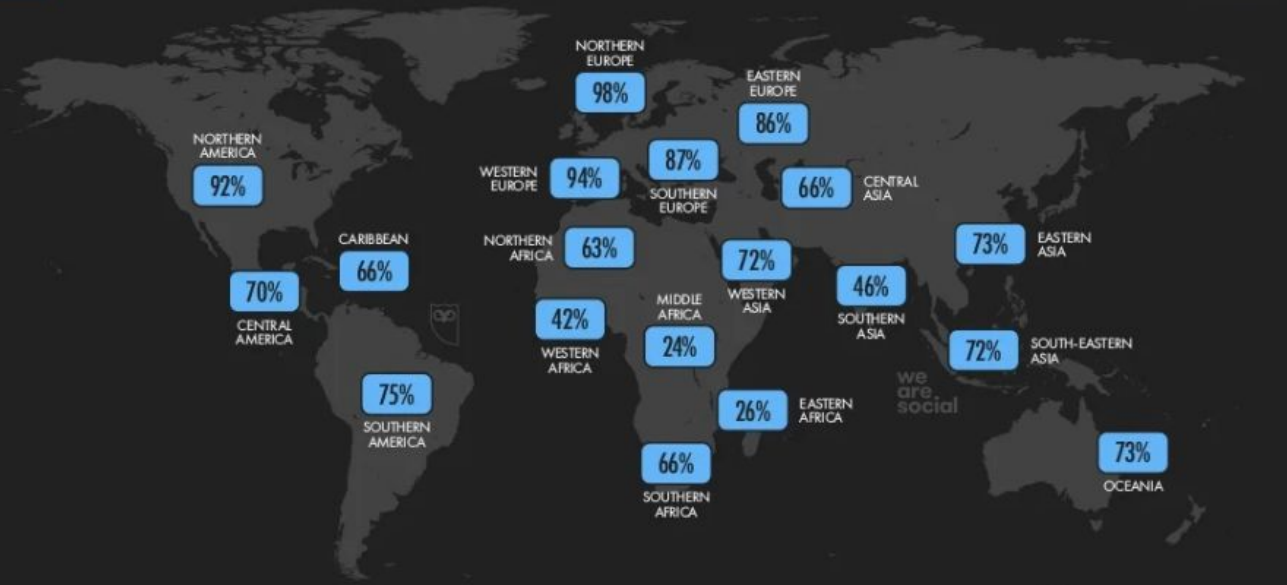 NORTHERN
EUROPE
98%
EASTERN
EUROPE
86%
NORTHERN
AMERICA
92%
WESTERN
EUROPE
94%
87%
SOUTHERN
EUROPE
66%
CENTRAL
ASIA
CARIBBEAN
66%
NORTHERN
AFRICA
63%
72%
WESTERN
ASIA
73%
EASTERN
ASIA
70%
CENTRAL
AMERICA
46%
SOUTHERN
ASIA
42%
WESTERN
AFRICA
MIDDLE
AFRICA
24%
72%
SOUTH-EASTERN
ASIA
we
are
social
75%
SOUTHERN
AMERICA
26%
EASTERN
AFRICA
66%
SOUTHERN
AFRICA
73%
OCEANIA